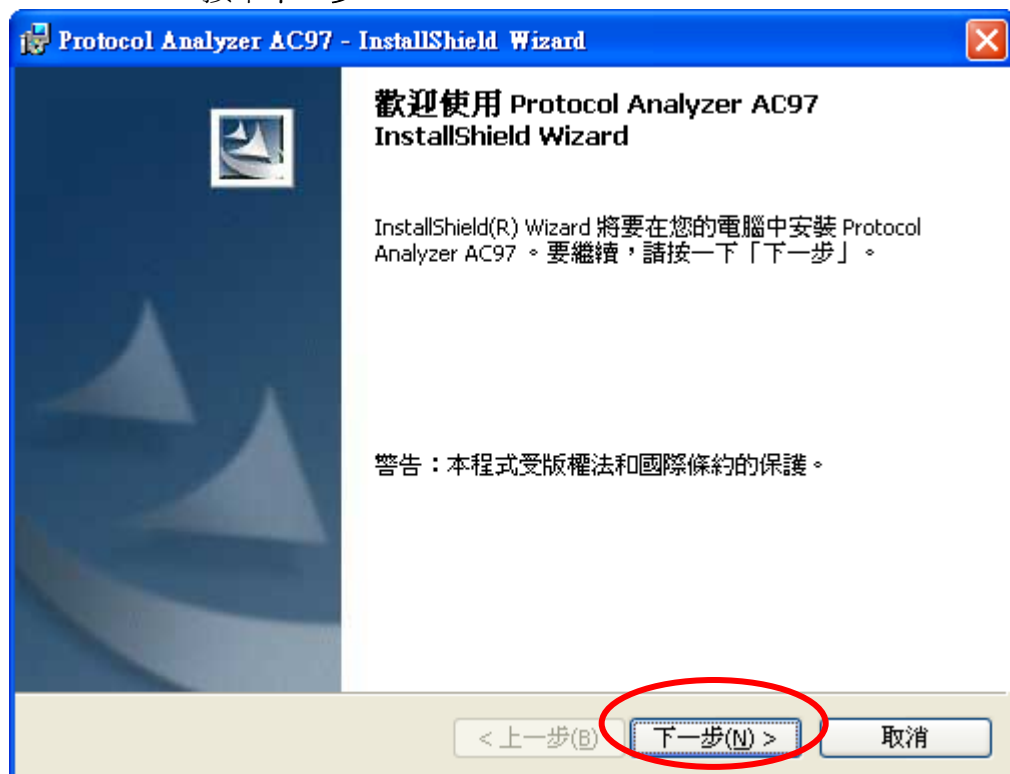 Protocol Analyzer AC97 - InstallShield Wizard
歡迎使用 Protocol Analyzer AC97
InstallShield Wizard
InstallShield(R) Wizard 將要在您的電腦中安裝 Protocol
Analyzer AC97 。要繼續，請按一下「下一步」。
警告：本程式受版權法和國際條約的保護。
< 上一步(B) 下一步(N) > 取消